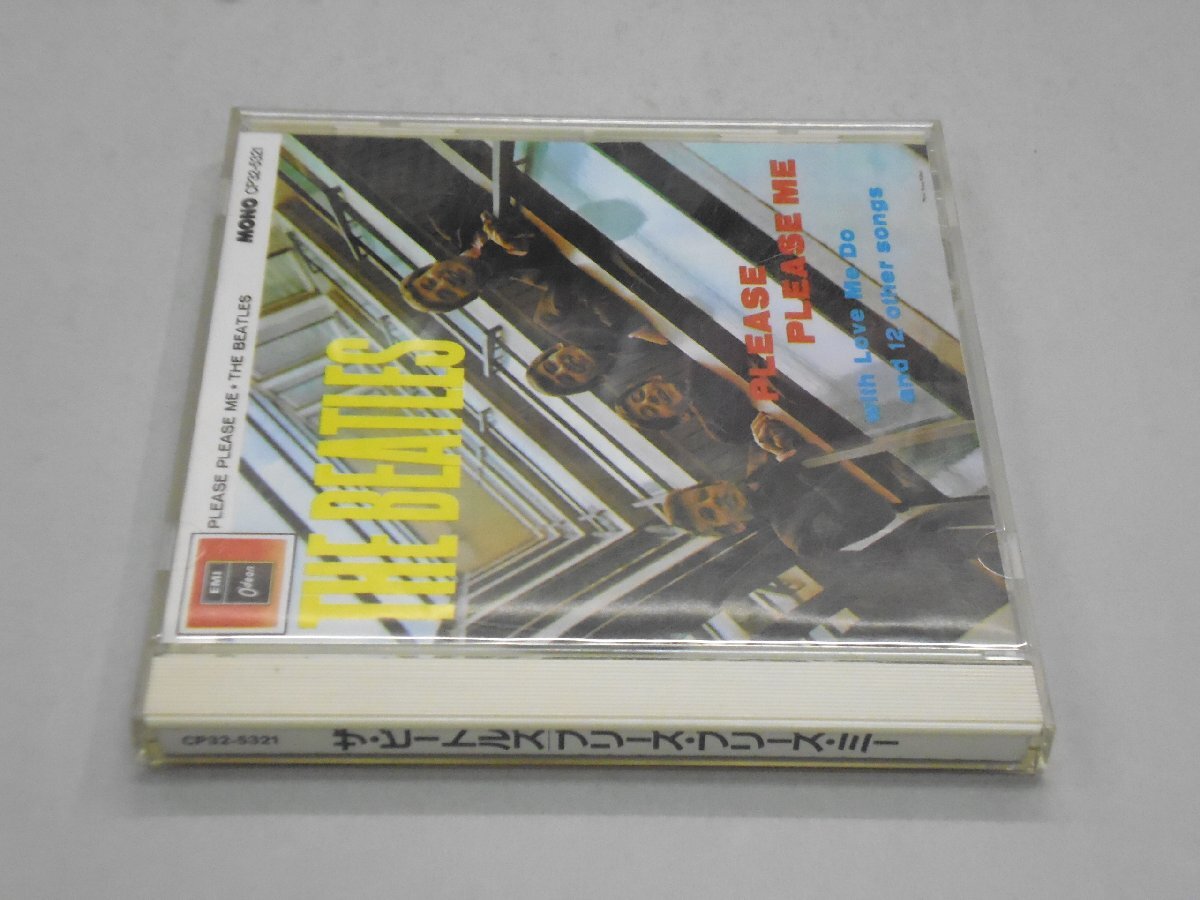 PLEASE PLEASE ME • THE BEATLES
MONO CP32-5321
EMI
Odeon
THE BEATLES
PLEASE
PLEASE ME
with Love Me Do
and 12 other songs
CP32-5321
ザ・ビートルズ/プリーズ・プリーズ・ミー